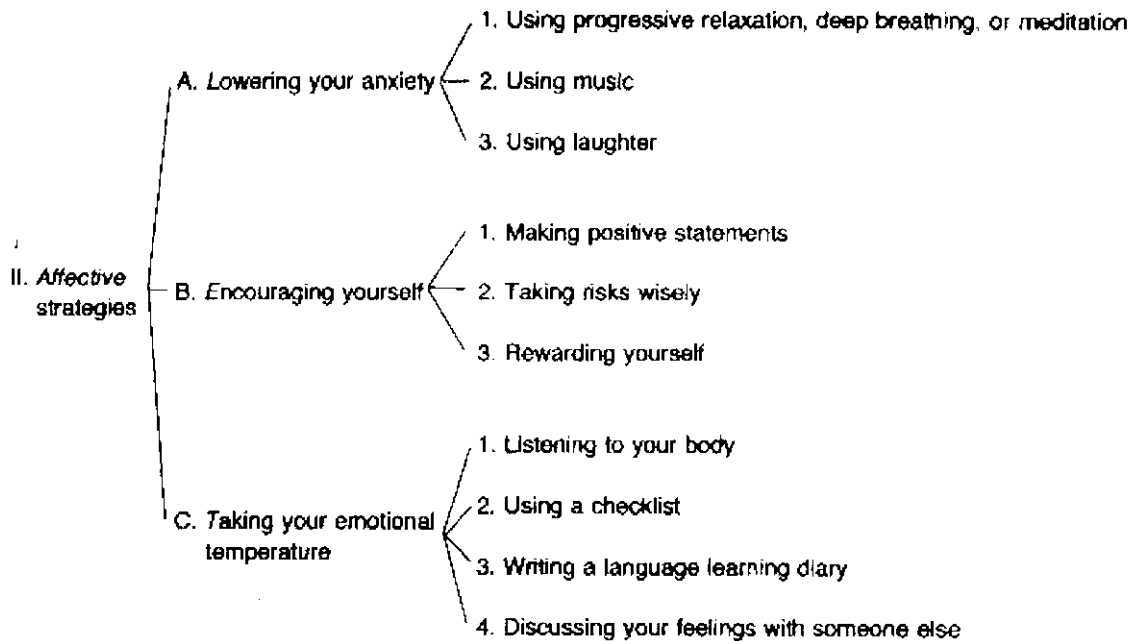 II. Affective
strategies
A. Lowering your anxiety
1. Using progressive relaxation, deep breathing, or meditation
2. Using music
3. Using laughter
B. Encouraging yourself
1. Making positive statements
2. Taking risks wisely
3. Rewarding yourself
C. Taking your emotional
temperature
1. Listening to your body
2. Using a checklist
3. Writing a language learning diary
4. Discussing your feelings with someone else